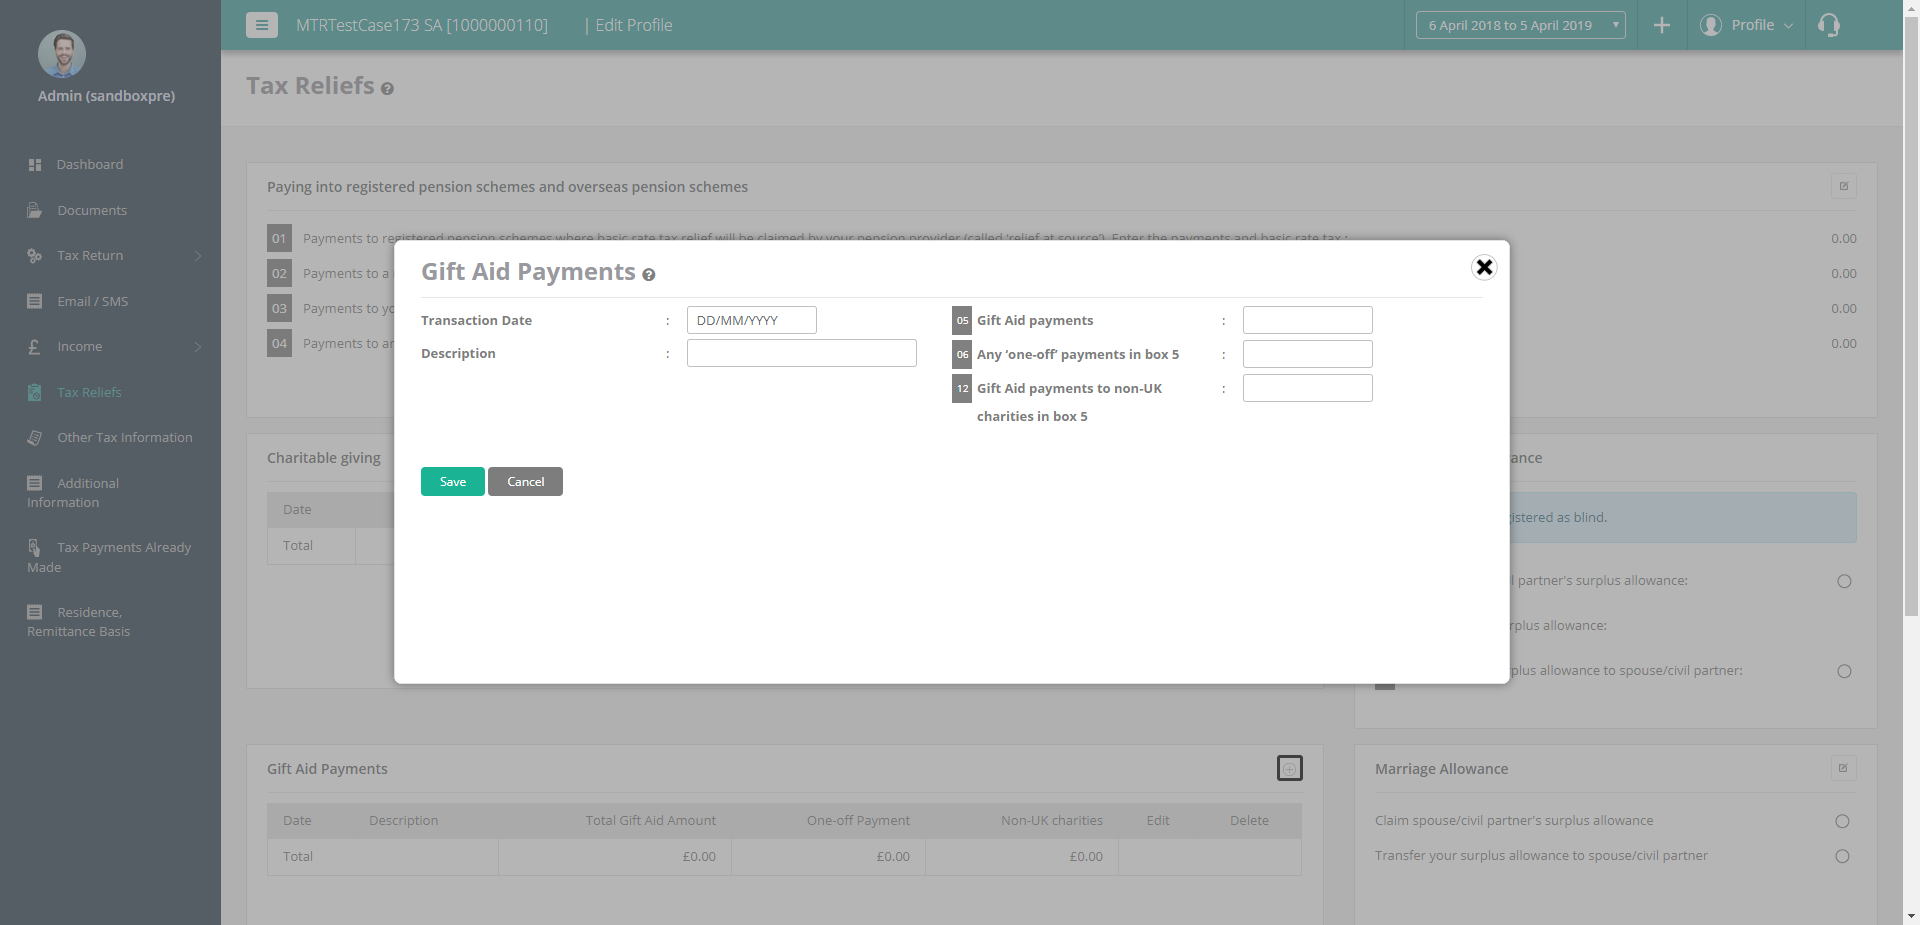 MTRTestCase173 SA [1000000110] | Edit Profile
6 April 2018 to 5 April 2019
Profile
Admin (sandboxpre)
Dashboard
Documents
Tax Return
Email / SMS
£ Income
Tax Reliefs
Other Tax Information
Additional
Information
Tax Payments Already
Made
Residence,
Remittance Basis
Tax Reliefs ?
Paying into registered pension schemes and overseas pension schemes
01 Payments to registered pension schemes where basic rate tax relief will be claimed by your pension provider (called 'relief at source'). Enter the payments and basic rate tax : 0.00
02 Payments to a 0.00
03 Payments to yo 0.00
04 Payments to an 0.00
Gift Aid Payments ?
Transaction Date : DD/MM/YYYY
Description :
05 Gift Aid payments :
06 Any 'one-off' payments in box 5 :
12 Gift Aid payments to non-UK :
charities in box 5
Save Cancel
Charitable giving
Date
Total
ance
istered as blind.
l partner's surplus allowance:
rplus allowance:
plus allowance to spouse/civil partner:
Gift Aid Payments
Date Description Total Gift Aid Amount One-off Payment Non-UK charities Edit Delete
Total £0.00 £0.00 £0.00
Marriage Allowance
Claim spouse/civil partner's surplus allowance
Transfer your surplus allowance to spouse/civil partner